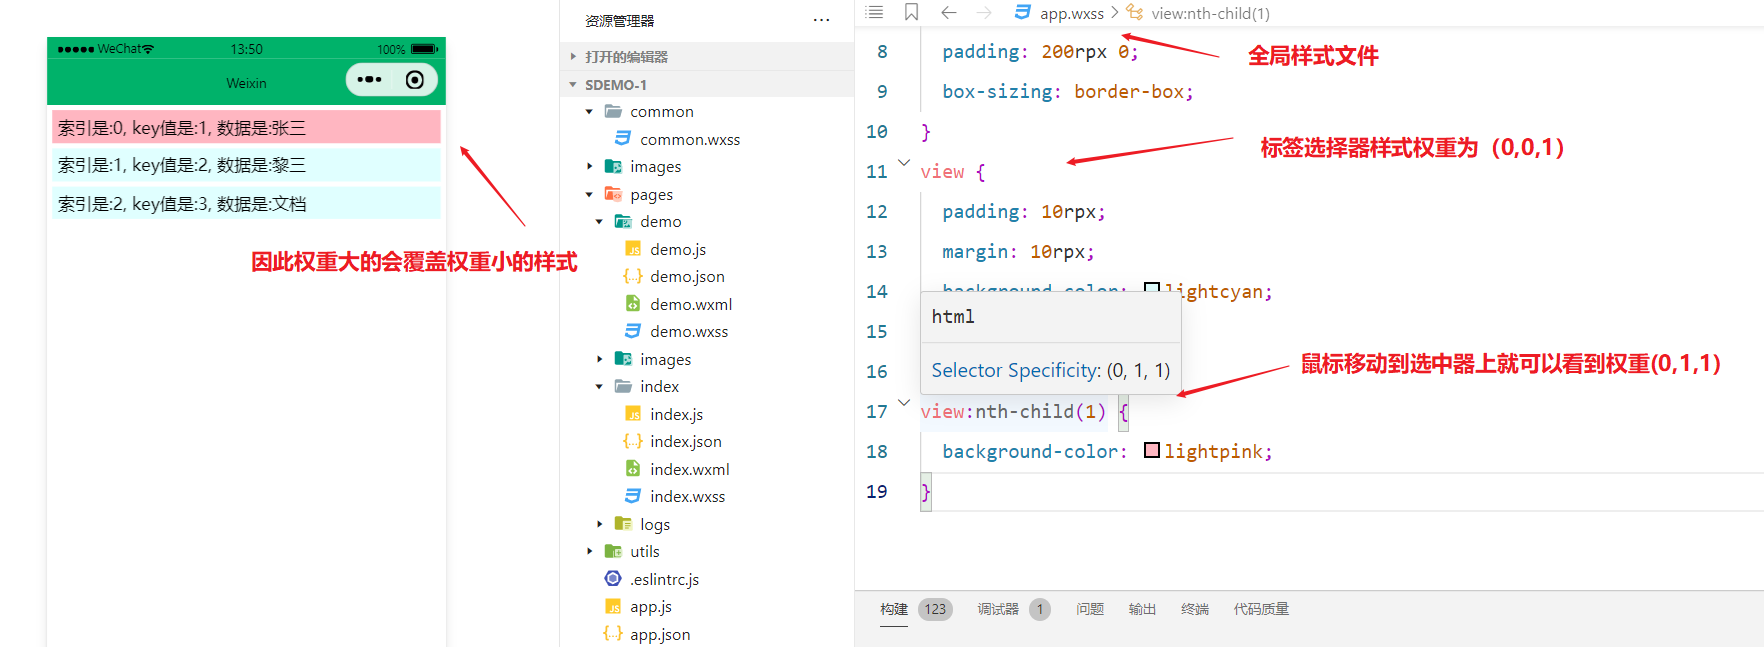 WeChat
13:50
100%
Weixin
索引是:0, key值是:1, 数据是:张三
索引是:1, key值是:2, 数据是:黎三
索引是:2, key值是:3, 数据是:文档
因此权重大的会覆盖权重小的样式
资源管理器
打开的编辑器
SDEMO-1
common
common.wxss
images
pages
demo
demo.js
demo.json
demo.wxml
demo.wxss
images
index
index.js
index.json
index.wxml
index.wxss
logs
utils
.eslintrc.js
app.js
app.json
app.wxss > view:nth-child(1)
全局样式文件
8 padding: 200rpx 0;
9 box-sizing: border-box;
10 }
标签选择器样式权重为（0,0,1）
11 view {
12 padding: 10rpx;
13 margin: 10rpx;
14 background-color: lightcyan;
15
html
16
Selector Specificity: (0, 1, 1)
鼠标移动到选中器上就可以看到权重(0,1,1)
17 view:nth-child(1) {
18 background-color: lightpink;
19 }
构建 123 调试器 1 问题 输出 终端 代码质量